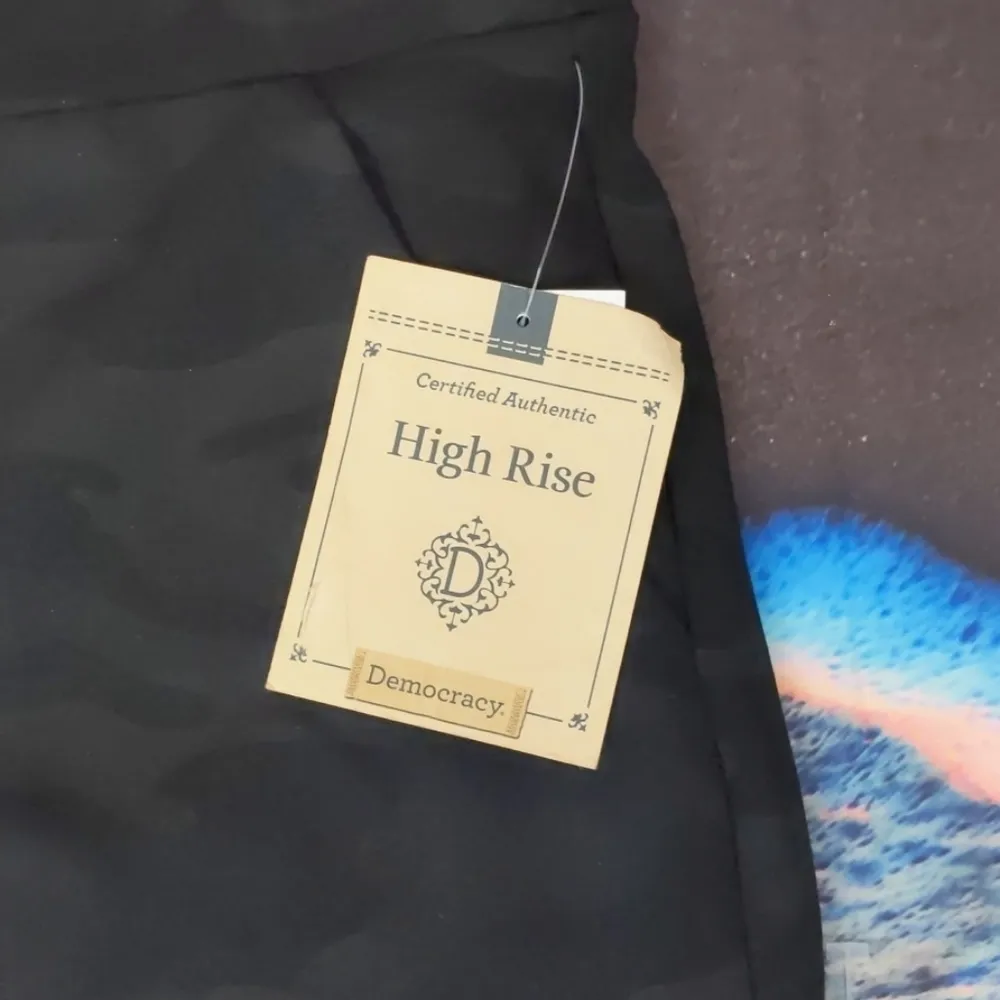 Certified Authentic
High Rise
D
Democracy.